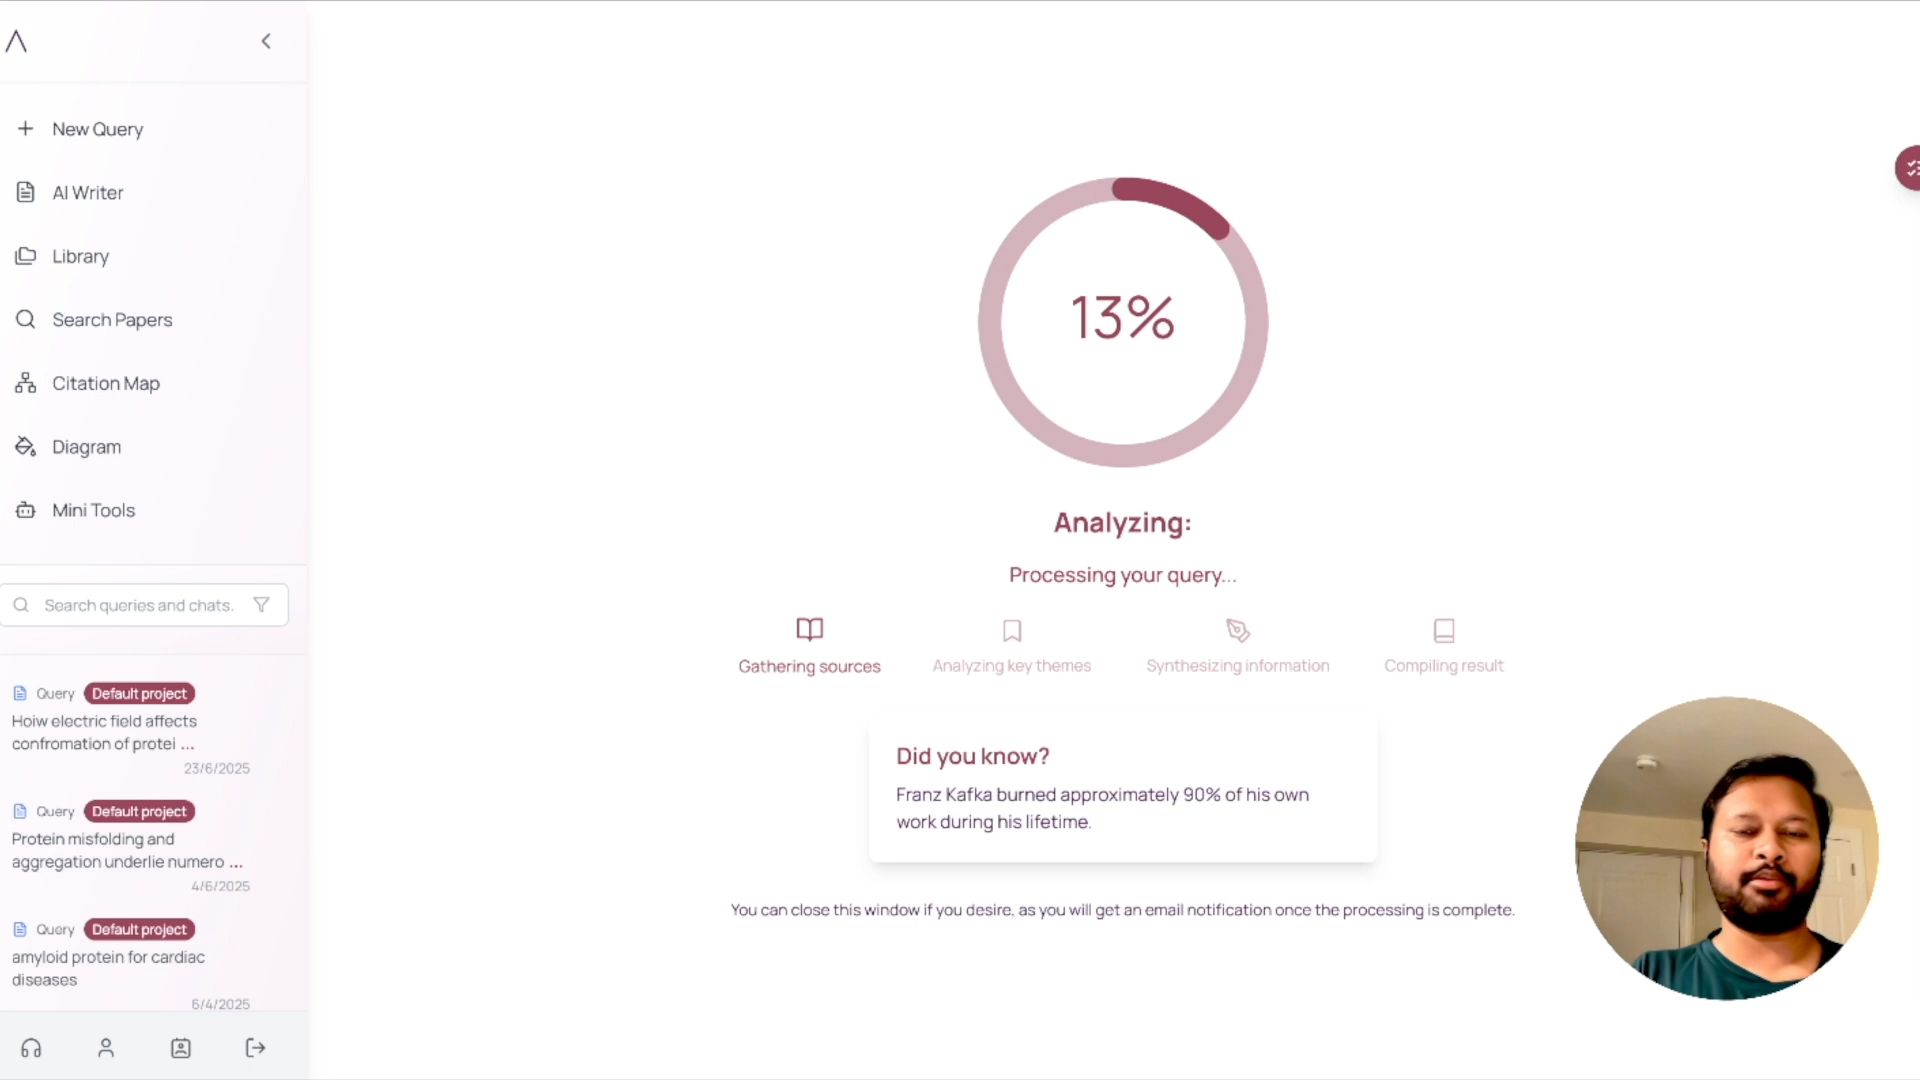 New Query
AI Writer
Library
Search Papers
Citation Map
Diagram
Mini Tools
Search queries and chats.
Query Default project
Hoiw electric field affects
confromation of protei ...
23/6/2025
Query Default project
Protein misfolding and
aggregation underlie numero ...
4/6/2025
Query Default project
amyloid protein for cardiac
diseases
6/4/2025
13%
Analyzing:
Processing your query...
Gathering sources
Analyzing key themes
Synthesizing information
Compiling result
Did you know?
Franz Kafka burned approximately 90% of his own
work during his lifetime.
You can close this window if you desire, as you will get an email notification once the processing is complete.